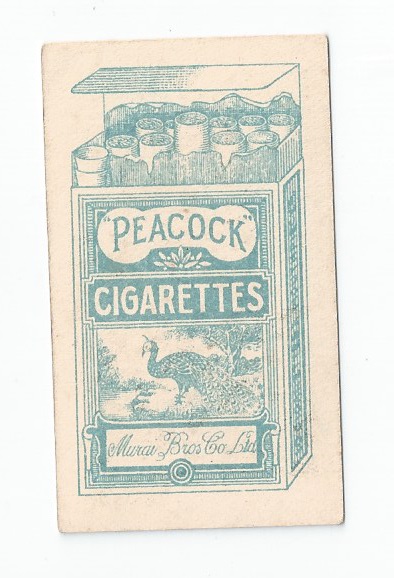 "PEACOCK"
CIGARETTES
Murai Bros Co. Ltd.